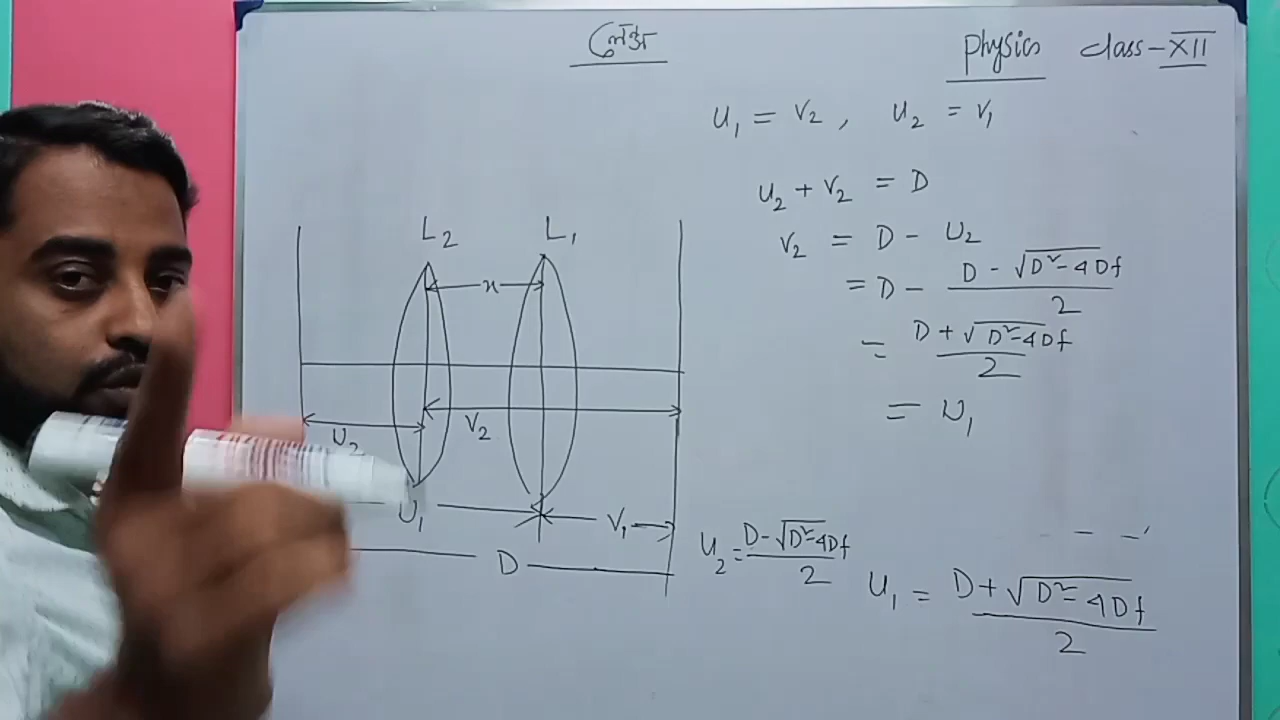 লেন্স
Physics Class-XII
u₁ = v₂ , u₂ = v₁
u₂ + v₂ = D
v₂ = D - u₂
= D - (D - √(D² - 4Df))/2
= (D + √(D² - 4Df))/2
= u₁
L₂ L₁
x
u₂ v₂
u₁ v₁
D
u₂ = (D - √(D² - 4Df))/2
u₁ = (D + √(D² - 4Df))/2